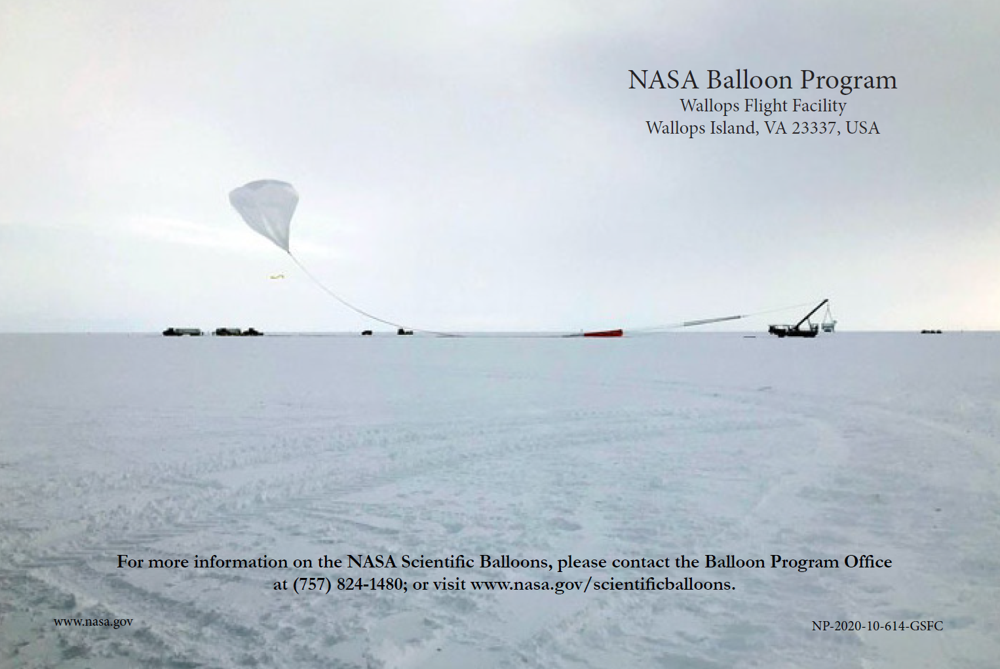 NASA Balloon Program
Wallops Flight Facility
Wallops Island, VA 23337, USA
For more information on the NASA Scientific Balloons, please contact the Balloon Program Office
at (757) 824-1480; or visit www.nasa.gov/scientificballoons.
www.nasa.gov
NP-2020-10-614-GSFC